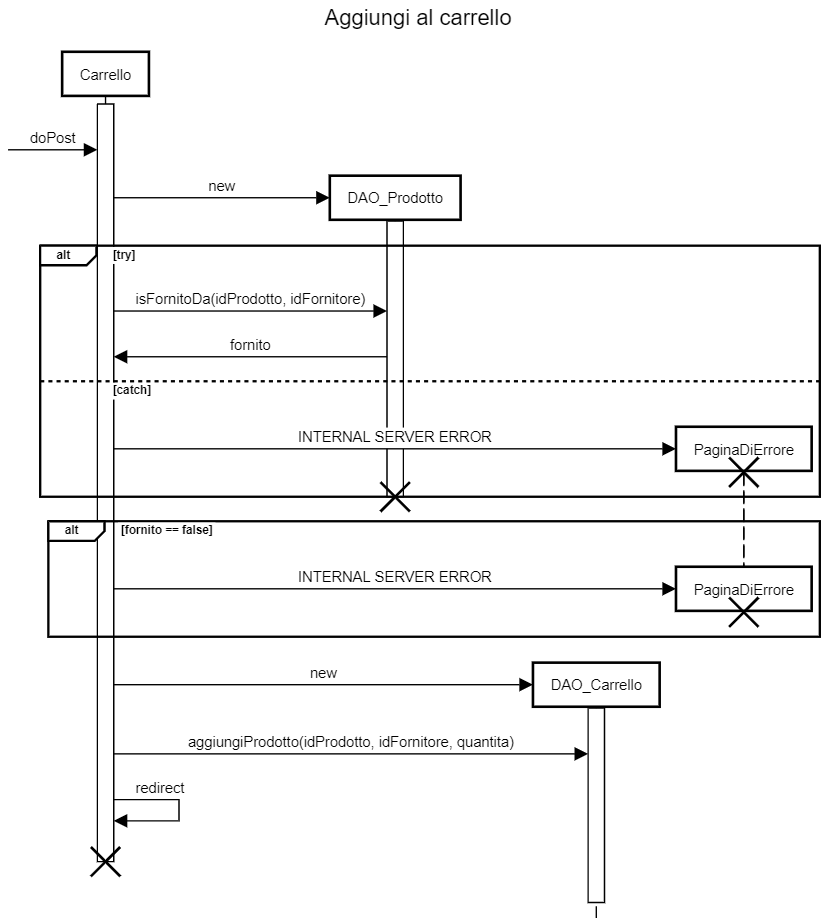 Aggiungi al carrello
Carrello
doPost
new
DAO_Prodotto
alt
[try]
isFornitoDa(idProdotto, idFornitore)
fornito
[catch]
INTERNAL SERVER ERROR
PaginaDiErrore
alt
[fornito == false]
INTERNAL SERVER ERROR
PaginaDiErrore
new
DAO_Carrello
aggiungiProdotto(idProdotto, idFornitore, quantita)
redirect